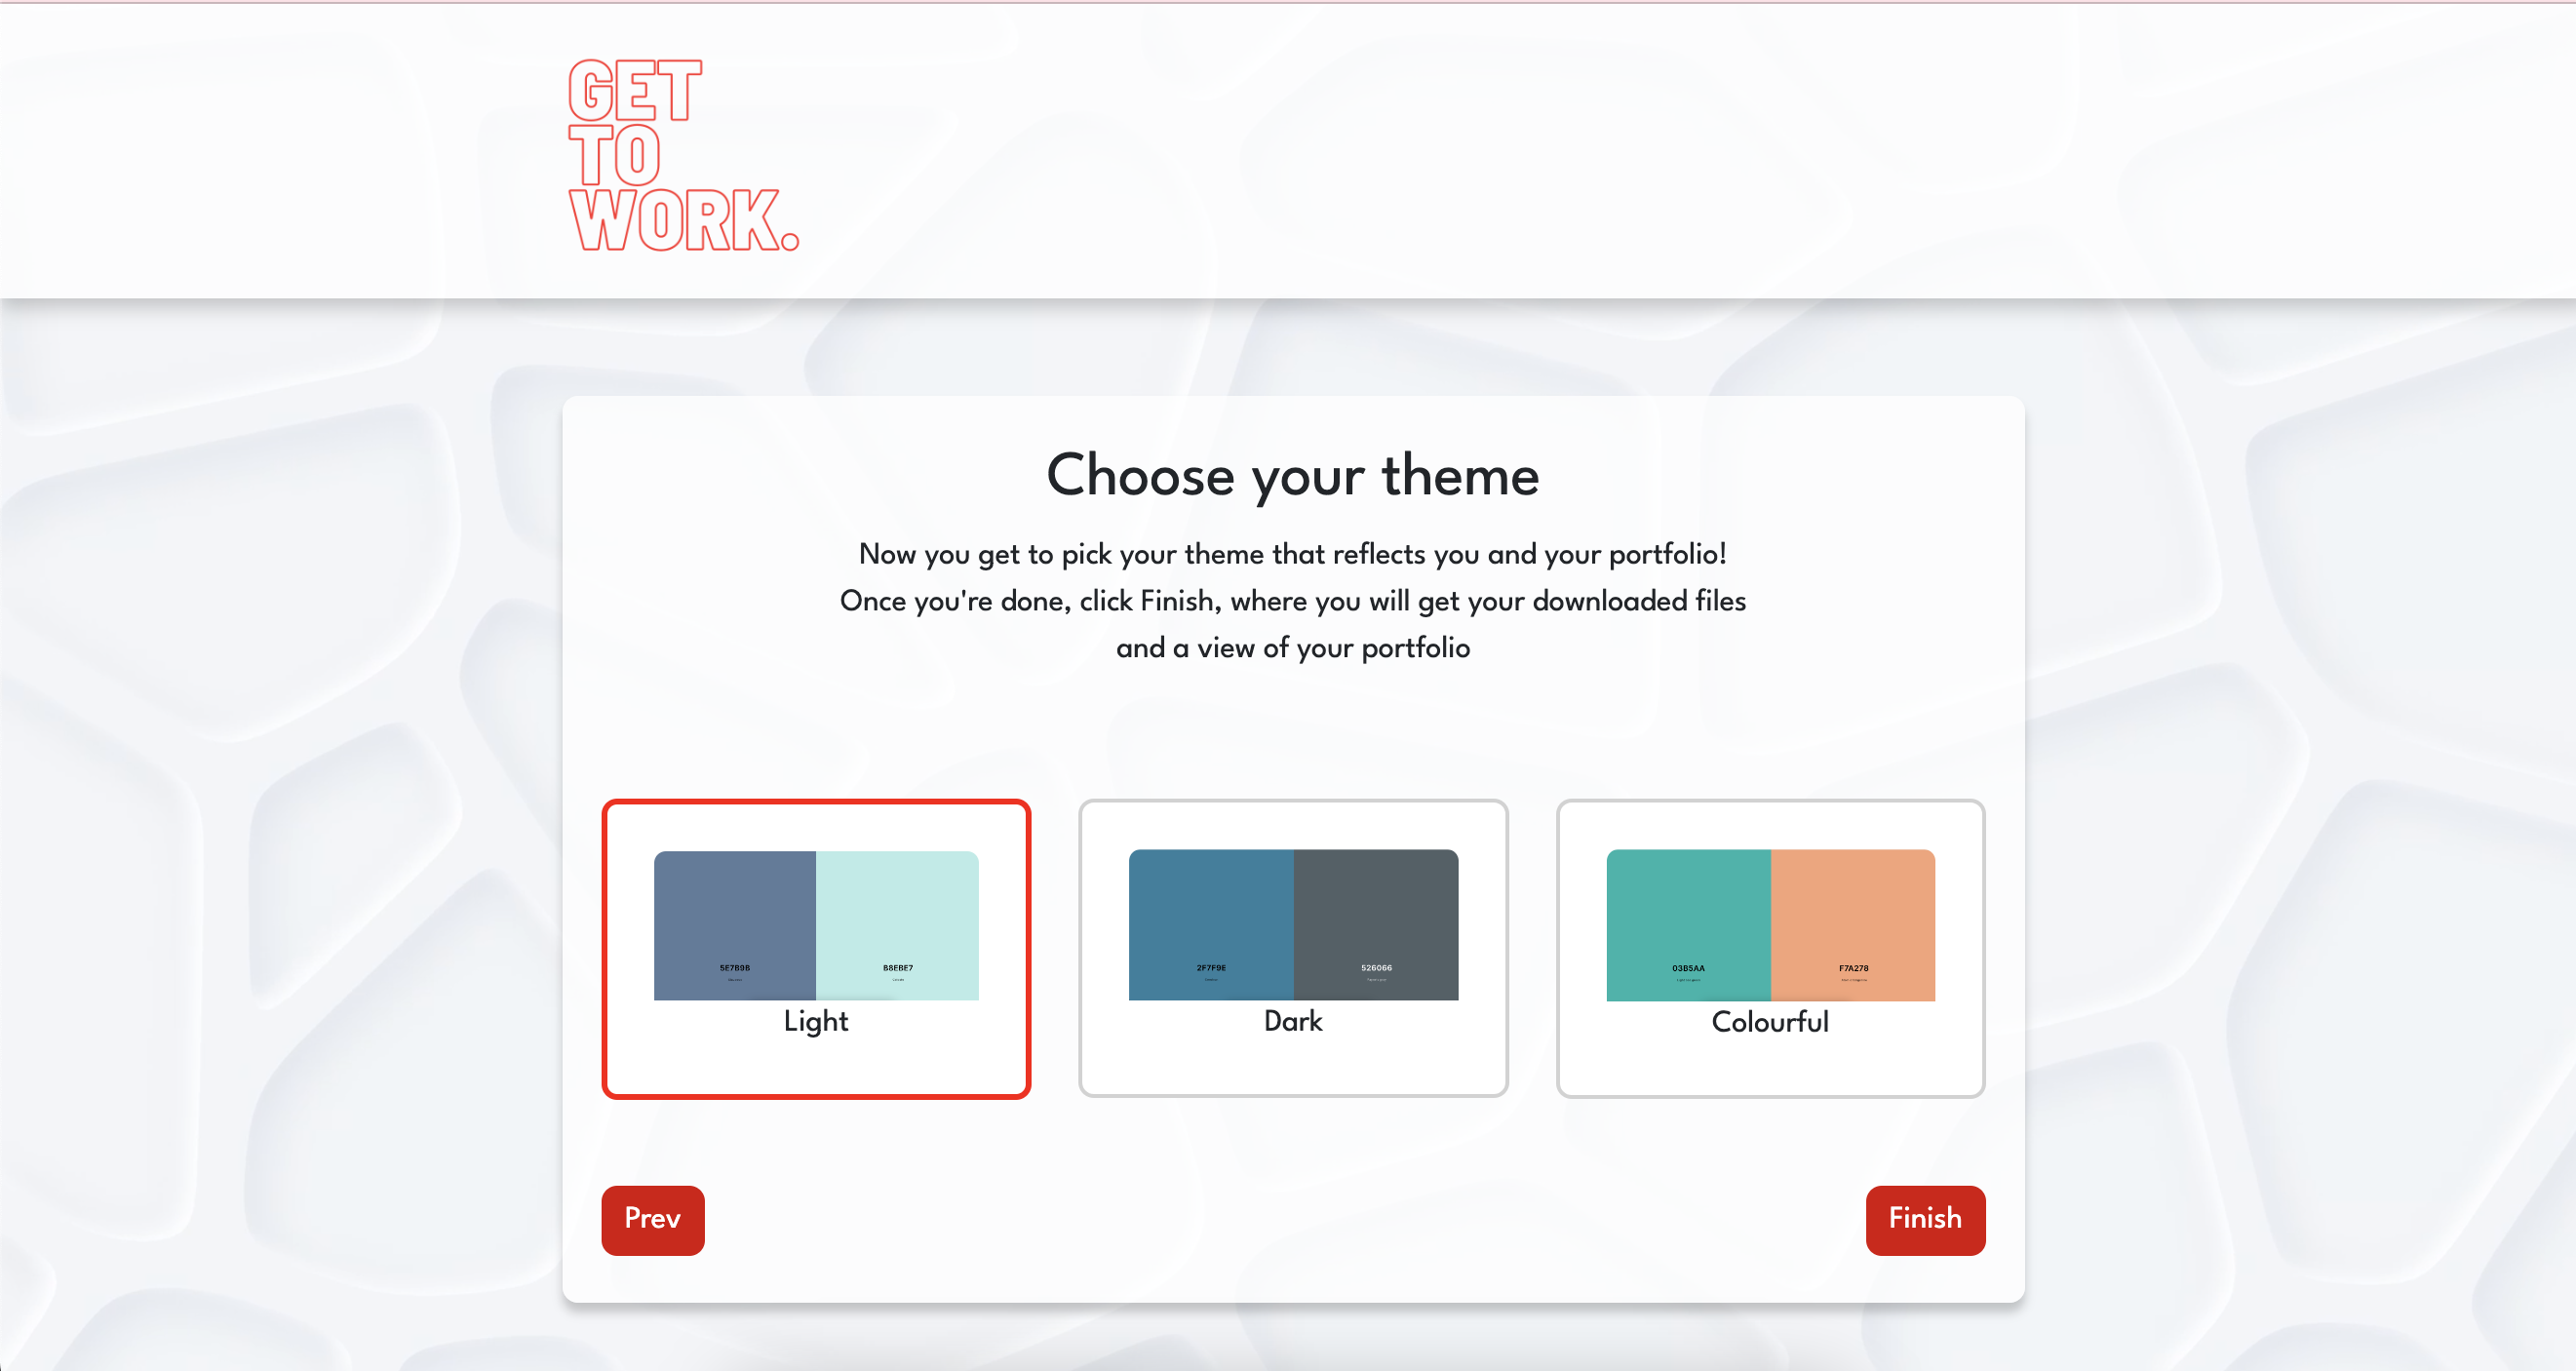 GET
TO
WORK.
Choose your theme
Now you get to pick your theme that reflects you and your portfolio!
Once you're done, click Finish, where you will get your downloaded files
and a view of your portfolio
5E7B9B
B8EBE7
2F7F9E
526066
03B5AA
F7A278
Light
Dark
Colourful
Prev
Finish